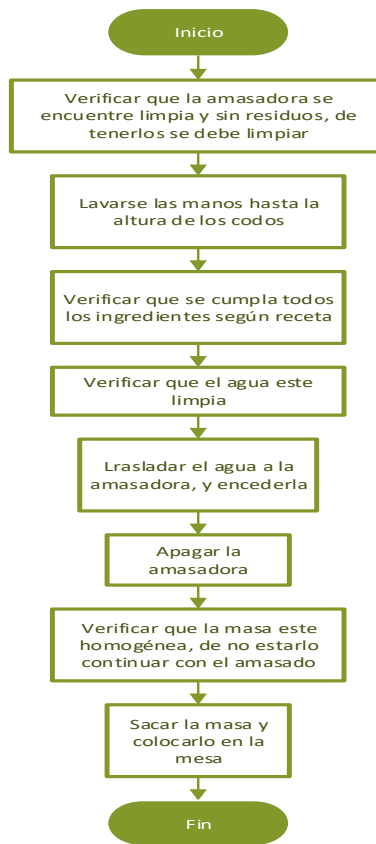 Inicio
Verificar que la amasadora se
encuentre limpia y sin residuos, de
tenerlos se debe limpiar
Lavarse las manos hasta la
altura de los codos
Verificar que se cumpla todos
los ingredientes según receta
Verificar que el agua este
limpia
Lrasladar el agua a la
amasadora, y encederla
Apagar la
amasadora
Verificar que la masa este
homogénea, de no estarlo
continuar con el amasado
Sacar la masa y
colocarlo en la
mesa
Fin